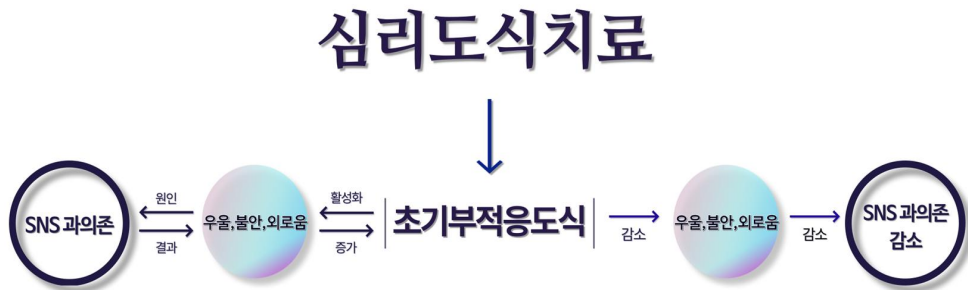 심리도식치료
SNS 과의존
원인
결과
우울,불안,외로움
활성화
증가
초기부적응도식
감소
우울,불안,외로움
감소
SNS 과의존
감소